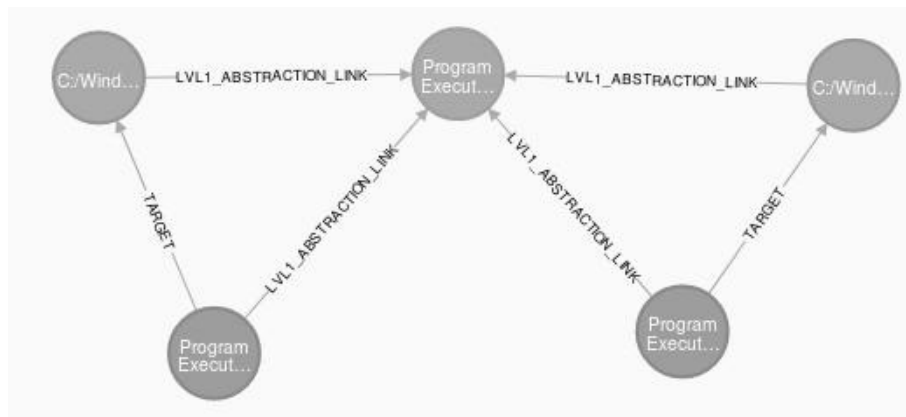 C:/Wind…
LVL1_ABSTRACTION_LINK
Program
Execut…
LVL1_ABSTRACTION_LINK
C:/Wind…
TARGET
LVL1_ABSTRACTION_LINK
LVL1_ABSTRACTION_LINK
TARGET
Program
Execut…
Program
Execut…